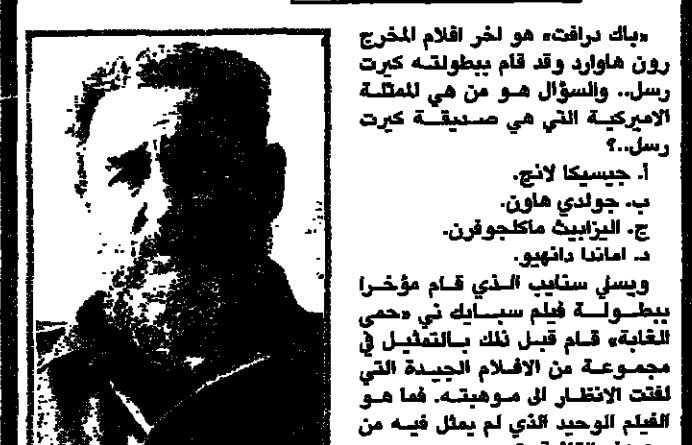 «باك درافت» هو آخر افلام المخرج
رون هاوارد وقد قام ببطولته كيرت
رسل.. والسؤال هو من هي الممثلة
الاميركية التي هي صديقة كيرت
رسل..؟
أ. جيسيكا لانج.
ب. جولدي هاون.
ج. اليزابيث ماكلجوفرن.
د. اماندا دانهيو.
ويسلي سنايب الذي قام مؤخرا
ببطولة فيلم سبايك ني «حمى
الغابة» قام قبل ذلك بالتمثيل في
مجموعة من الافلام الجيدة التي
لفتت الانظار الى موهبته. فما هو
الفيلم الوحيد الذي لم يمثل فيه من